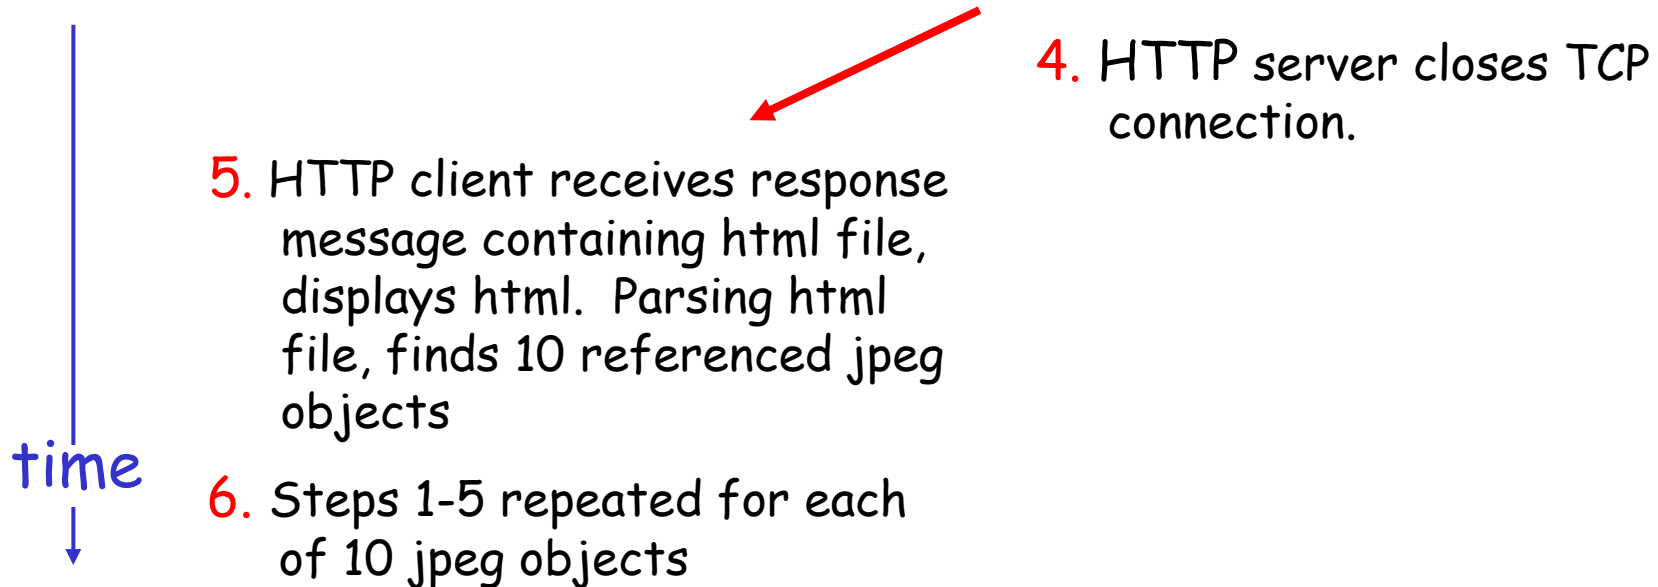 4. HTTP server closes TCP
connection.
5. HTTP client receives response
message containing html file,
displays html.  Parsing html
file, finds 10 referenced jpeg
objects
time
6. Steps 1-5 repeated for each
of 10 jpeg objects